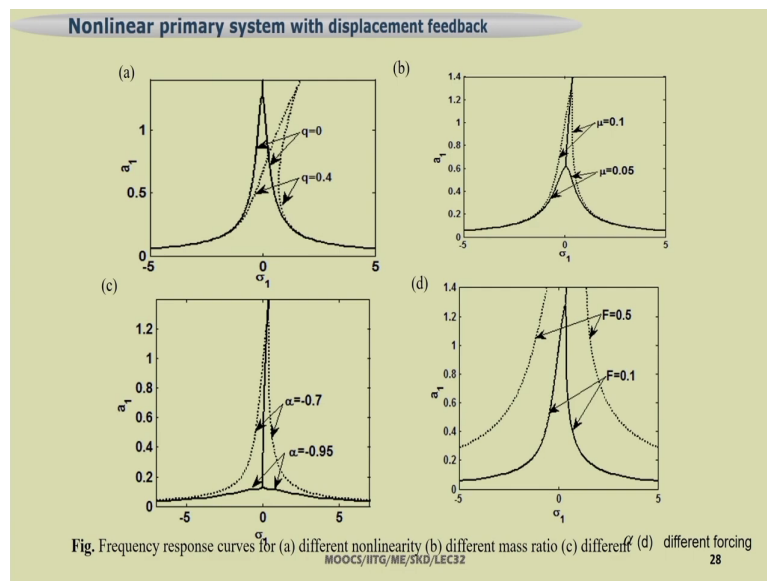 Nonlinear primary system with displacement feedback
(a)
1
0.5
0
a₁
q=0
q=0.4
-5
0
5
σ₁
(b)
1.4
1.2
1
0.8
0.6
0.4
0.2
0
a₁
μ=0.1
μ=0.05
-5
0
5
σ₁
(c)
1.2
1
0.8
0.6
0.4
0.2
0
a₁
α=-0.7
α=-0.95
-5
0
5
σ₁
(d)
1.4
1.2
1
0.8
0.6
0.4
0.2
0
a₁
F=0.5
F=0.1
-5
0
5
σ₁
Fig. Frequency response curves for (a) different nonlinearity (b) different mass ratio (c) different α (d) different forcing
MOOCS/IITG/ME/SKD/LEC32
28